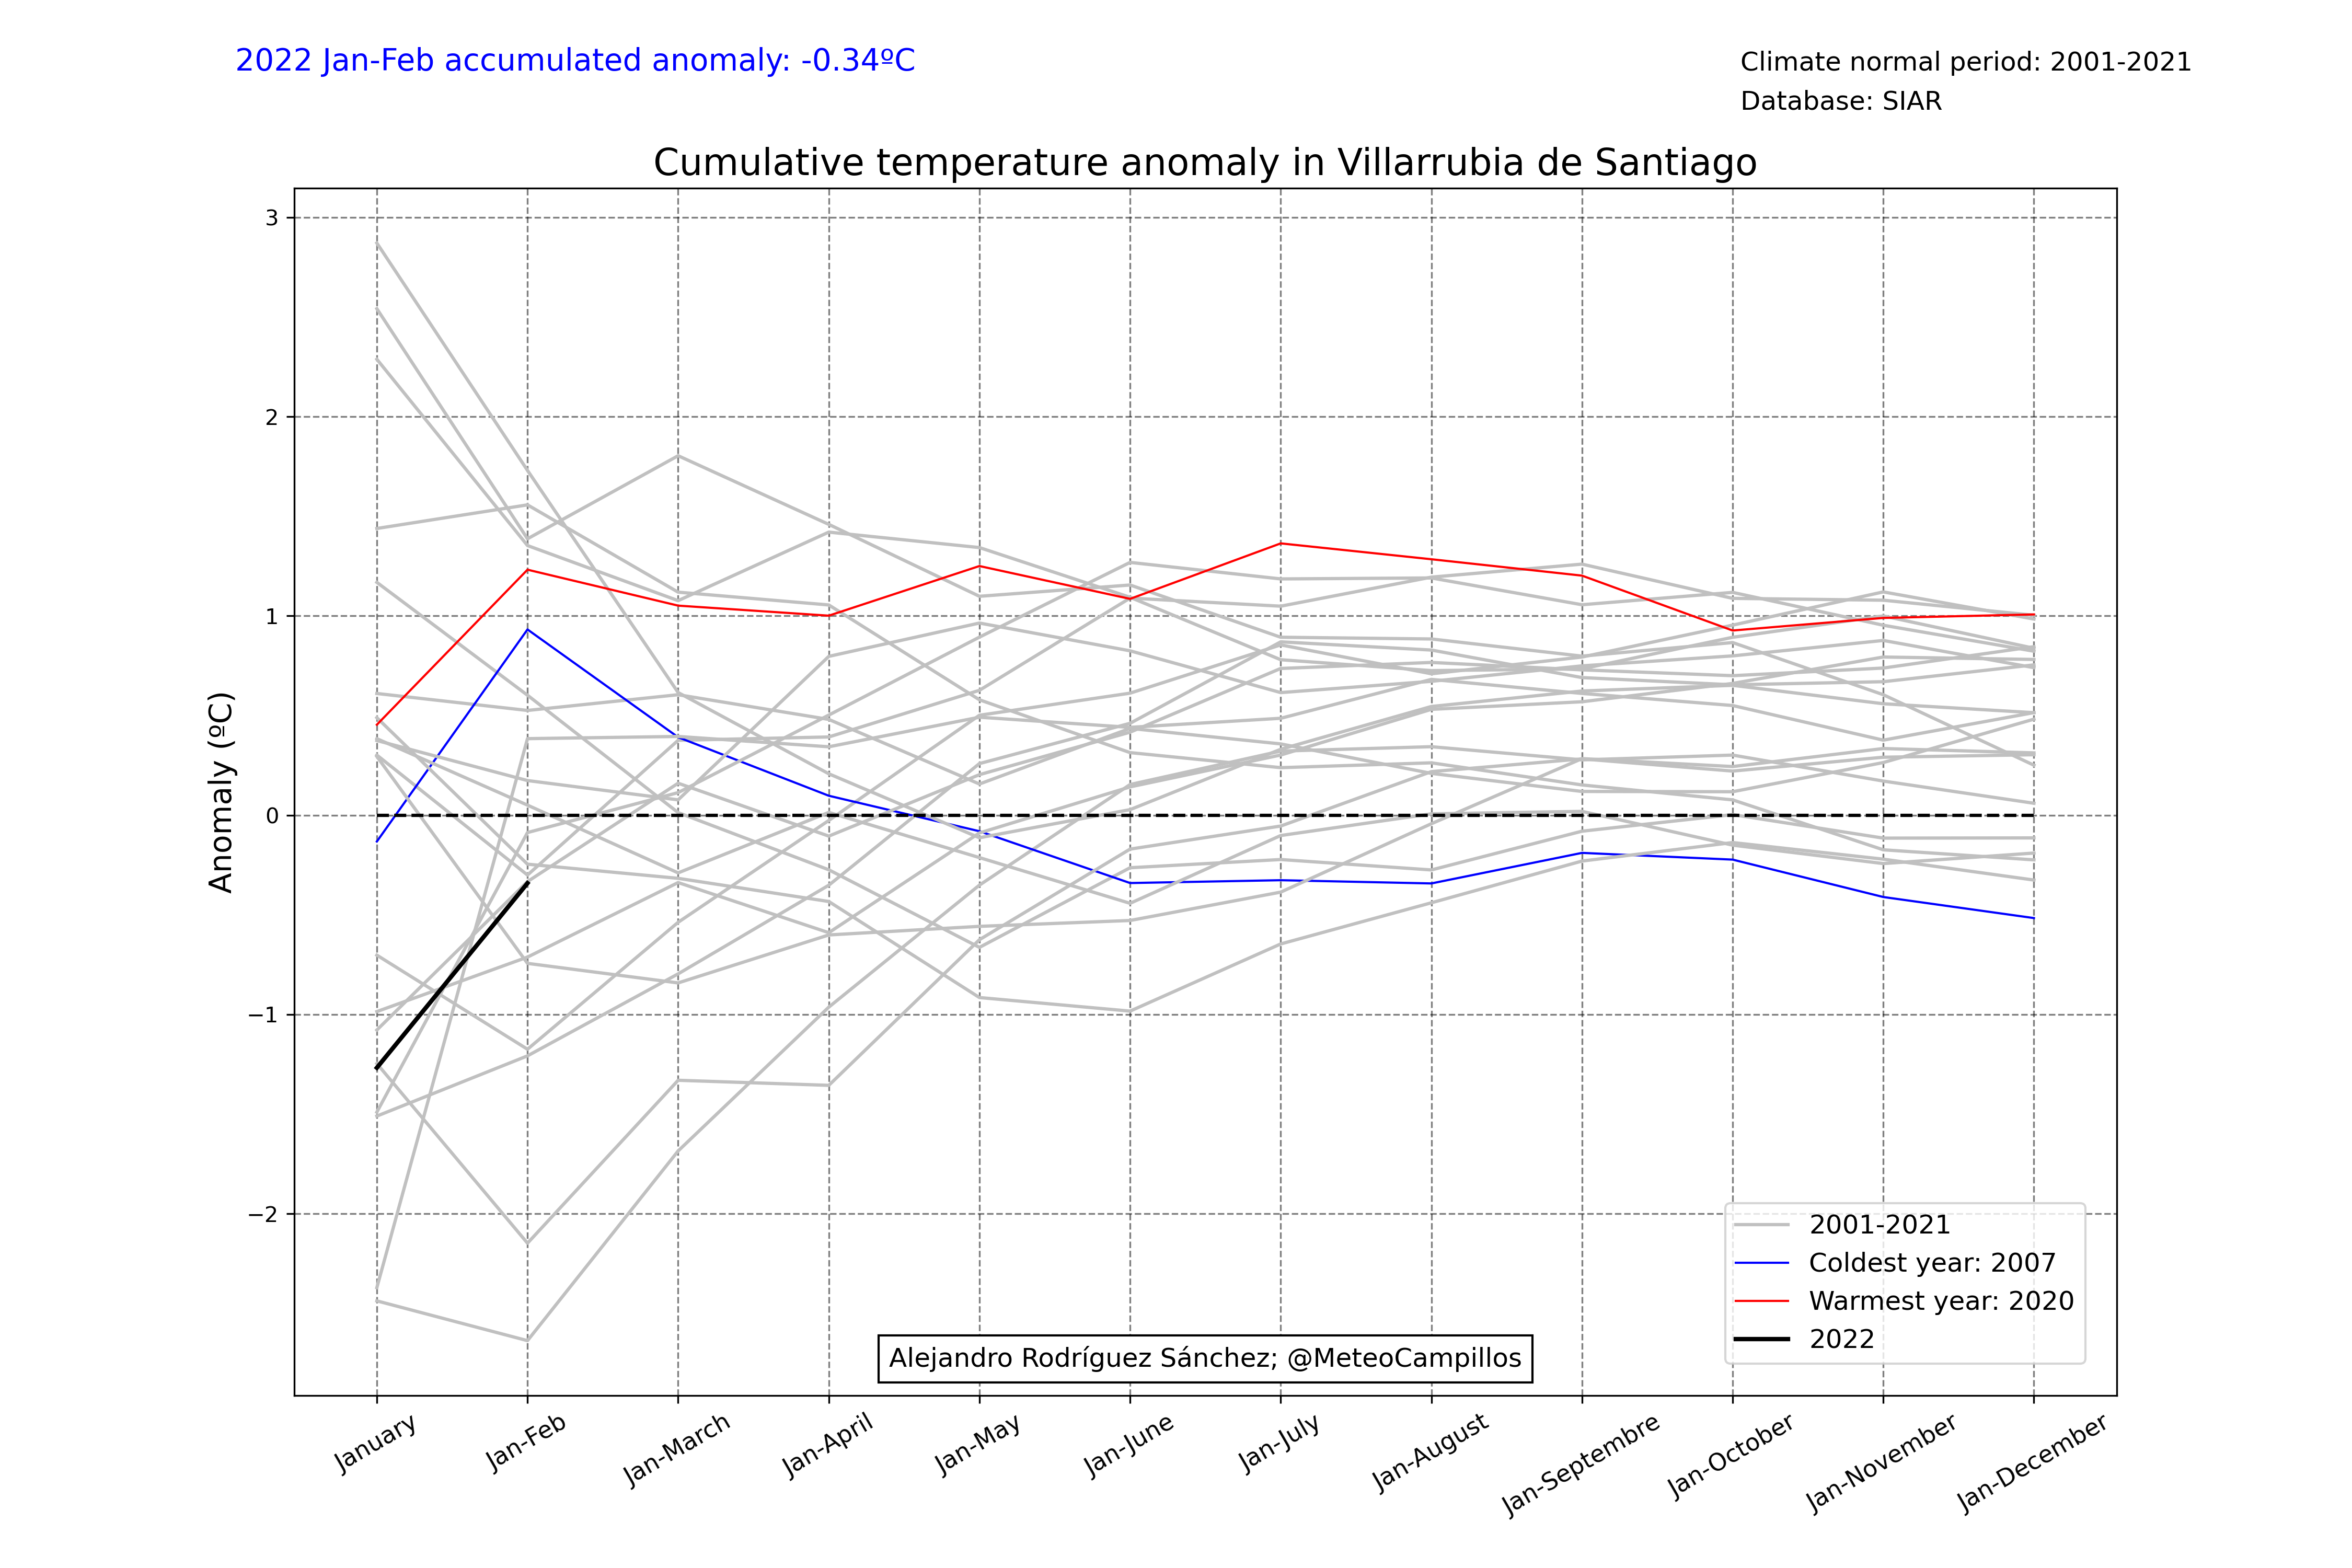 2022 Jan-Feb accumulated anomaly: -0.34ºC
Climate normal period: 2001-2021
Database: SIAR
Cumulative temperature anomaly in Villarrubia de Santiago
Anomaly (ºC)
3
2
1
0
−1
−2
2001-2021
Coldest year: 2007
Warmest year: 2020
2022
Alejandro Rodríguez Sánchez; @MeteoCampillos
January
Jan-Feb
Jan-March
Jan-April
Jan-May
Jan-June
Jan-July
Jan-August
Jan-Septembre
Jan-October
Jan-November
Jan-December